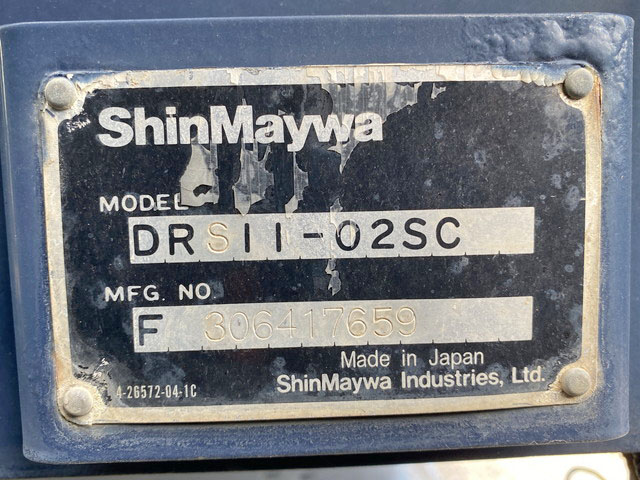 ShinMaywa
MODEL
DRS11-02SC
MFG. NO.
F 306417659
Made in Japan
4-26572-04-1C
ShinMaywa Industries, Ltd.